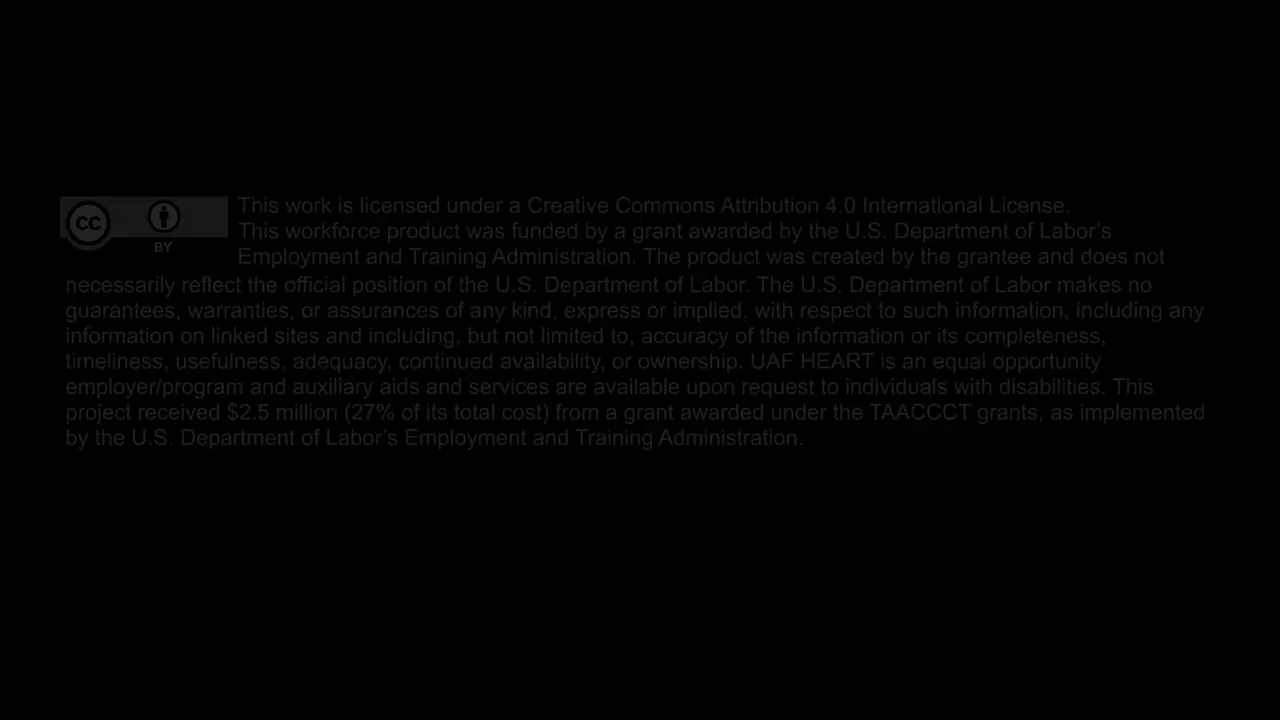 cc
BY
This work is licensed under a Creative Commons Attribution 4.0 International License.
This workforce product was funded by a grant awarded by the U.S. Department of Labor’s
Employment and Training Administration. The product was created by the grantee and does not
necessarily reflect the official position of the U.S. Department of Labor. The U.S. Department of Labor makes no
guarantees, warranties, or assurances of any kind, express or implied, with respect to such information, including any
information on linked sites and including, but not limited to, accuracy of the information or its completeness,
timeliness, usefulness, adequacy, continued availability, or ownership. UAF HEART is an equal opportunity
employer/program and auxiliary aids and services are available upon request to individuals with disabilities. This
project received $2.5 million (27% of its total cost) from a grant awarded under the TAACCCT grants, as implemented
by the U.S. Department of Labor’s Employment and Training Administration.